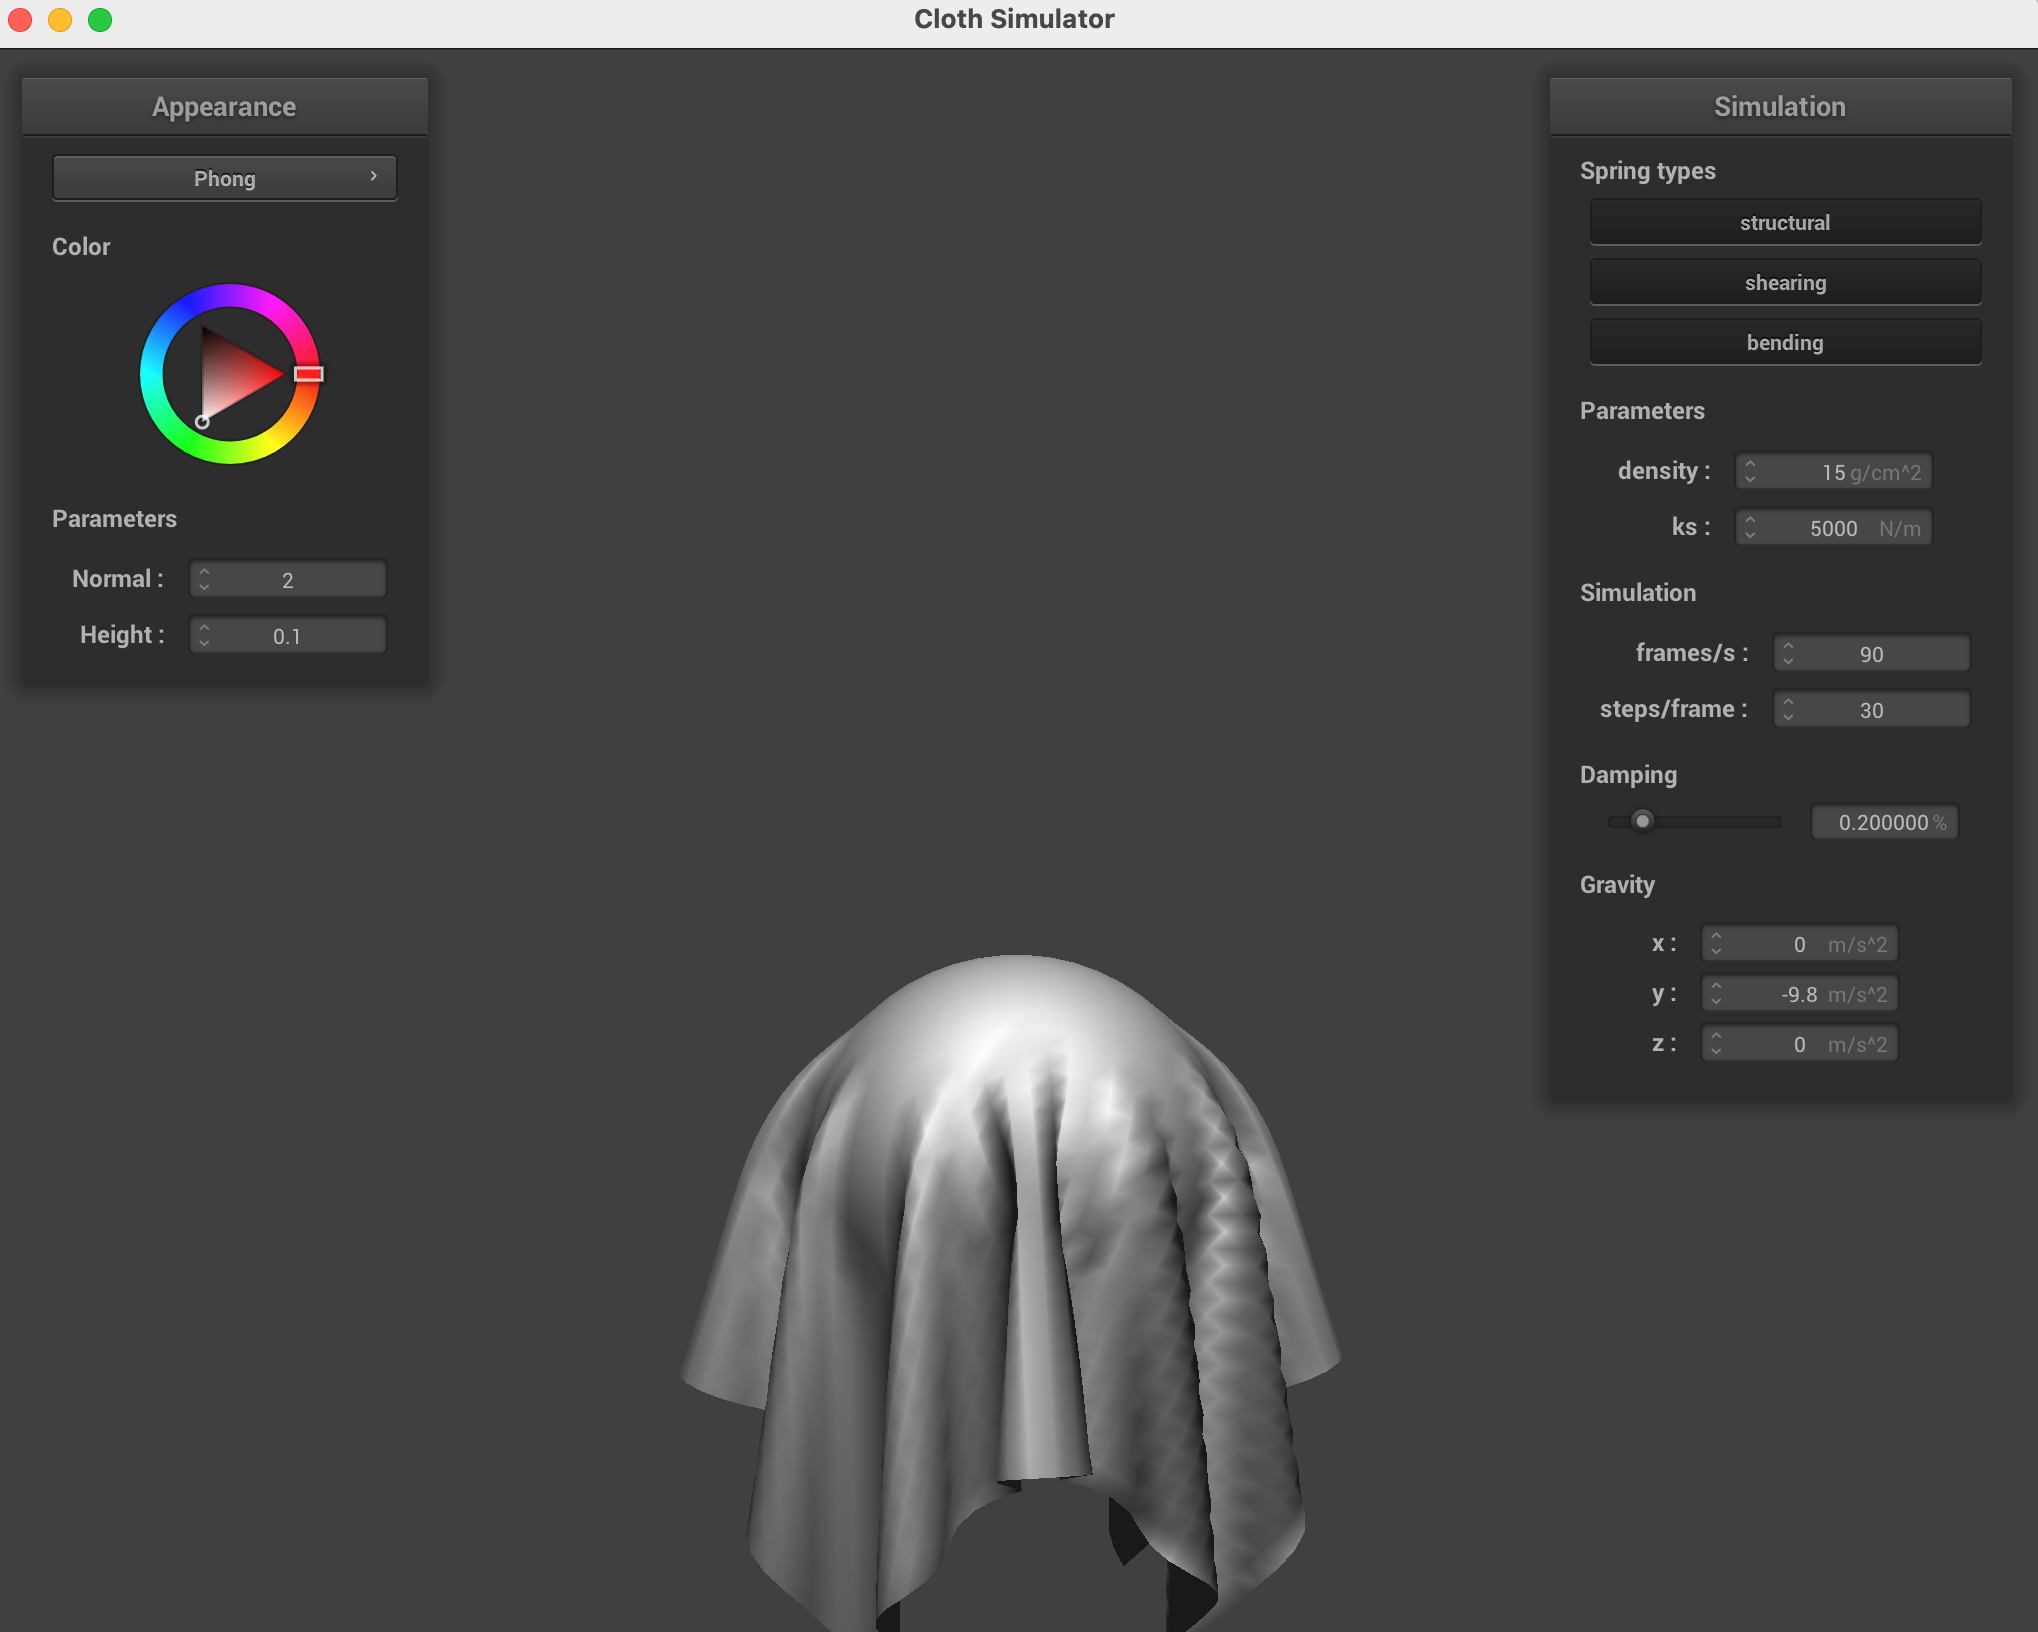 Cloth Simulator
Appearance
Phong
Color
Parameters
Normal : 2
Height : 0.1
Simulation
Spring types
structural
shearing
bending
Parameters
density : 15 g/cm^2
ks : 5000 N/m
Simulation
frames/s : 90
steps/frame : 30
Damping
0.200000 %
Gravity
x : 0 m/s^2
y : -9.8 m/s^2
z : 0 m/s^2